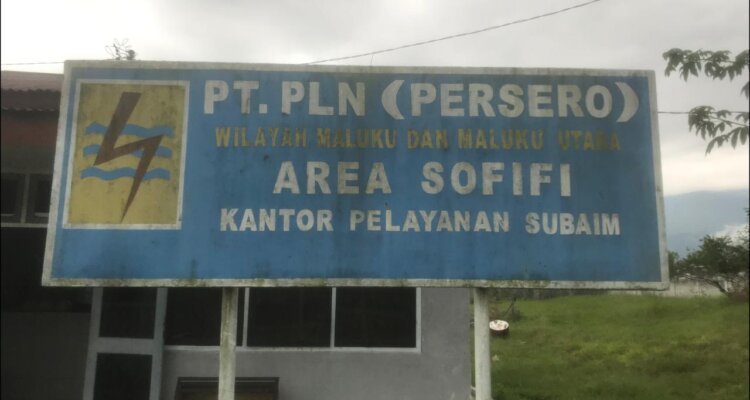 PT. PLN (PERSERO)
WILAYAH MALUKU DAN MALUKU UTARA
AREA SOFIFI
KANTOR PELAYANAN SUBAIM